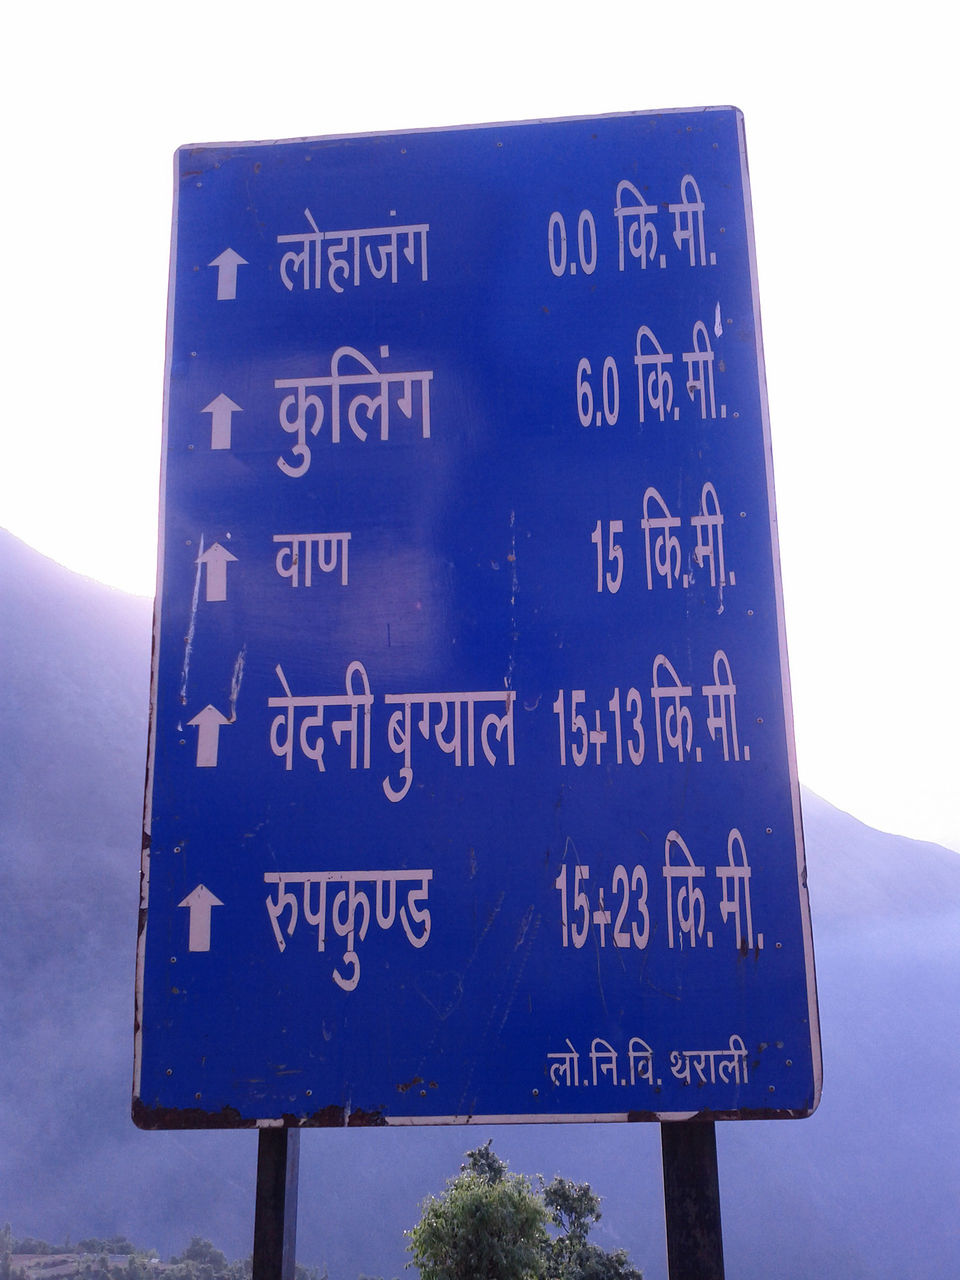 लोहाजंग 0.0 कि.मी.
कुलिंग 6.0 कि.मी.
वाण 15 कि.मी.
वेदनी बुग्याल 15+13 कि.मी.
रुपकुण्ड 15+23 कि.मी.
लो.नि.वि. थराली